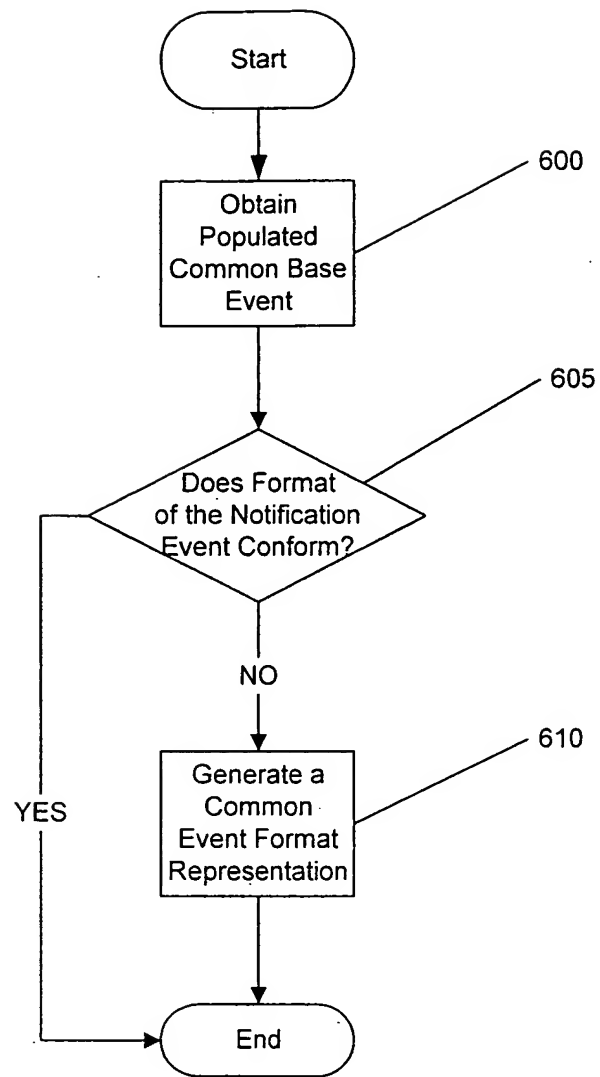 Start
600
Obtain
Populated
Common Base
Event
605
Does Format
of the Notification
Event Conform?
NO
610
Generate a
Common
Event Format
Representation
YES
End